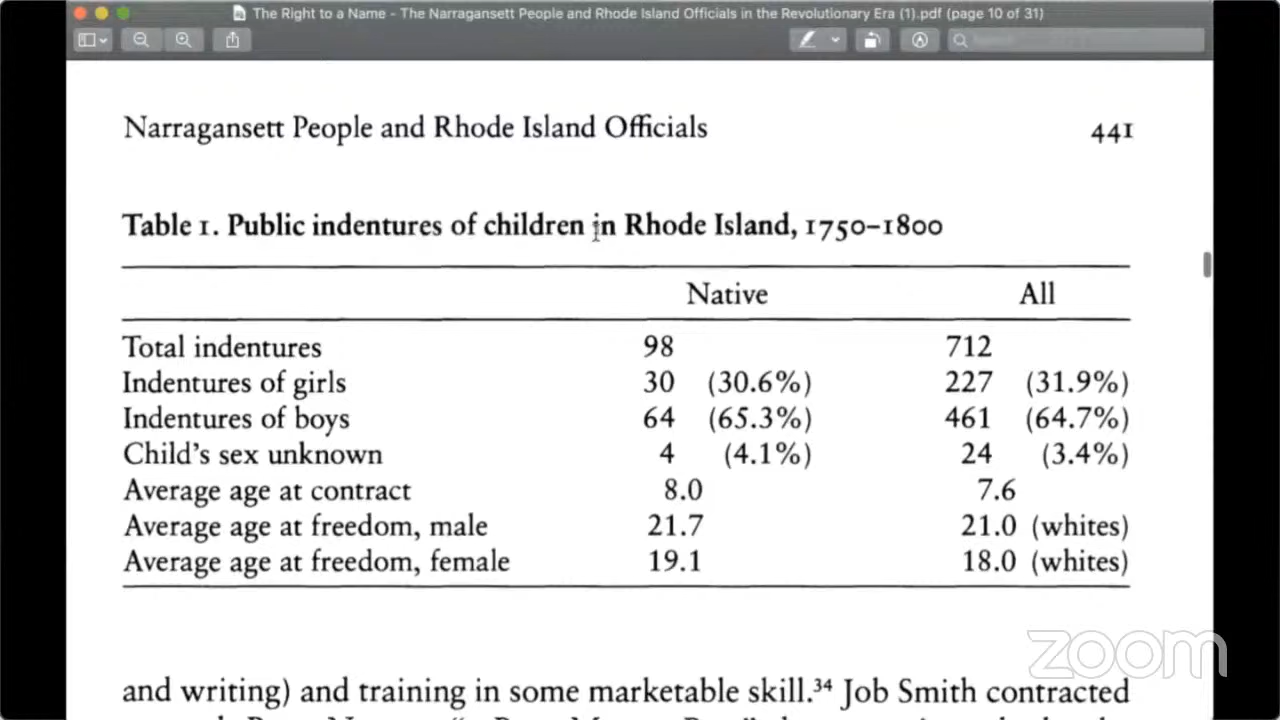 The Right to a Name - The Narragansett People and Rhode Island Officials in the Revolutionary Era (1).pdf (page 10 of 31)
Narragansett People and Rhode Island Officials 441
Table 1. Public indentures of children in Rhode Island, 1750–1800
Native All
Total indentures 98 712
Indentures of girls 30 (30.6%) 227 (31.9%)
Indentures of boys 64 (65.3%) 461 (64.7%)
Child's sex unknown 4 (4.1%) 24 (3.4%)
Average age at contract 8.0 7.6
Average age at freedom, male 21.7 21.0 (whites)
Average age at freedom, female 19.1 18.0 (whites)
zoom
and writing) and training in some marketable skill.³⁴ Job Smith contracted